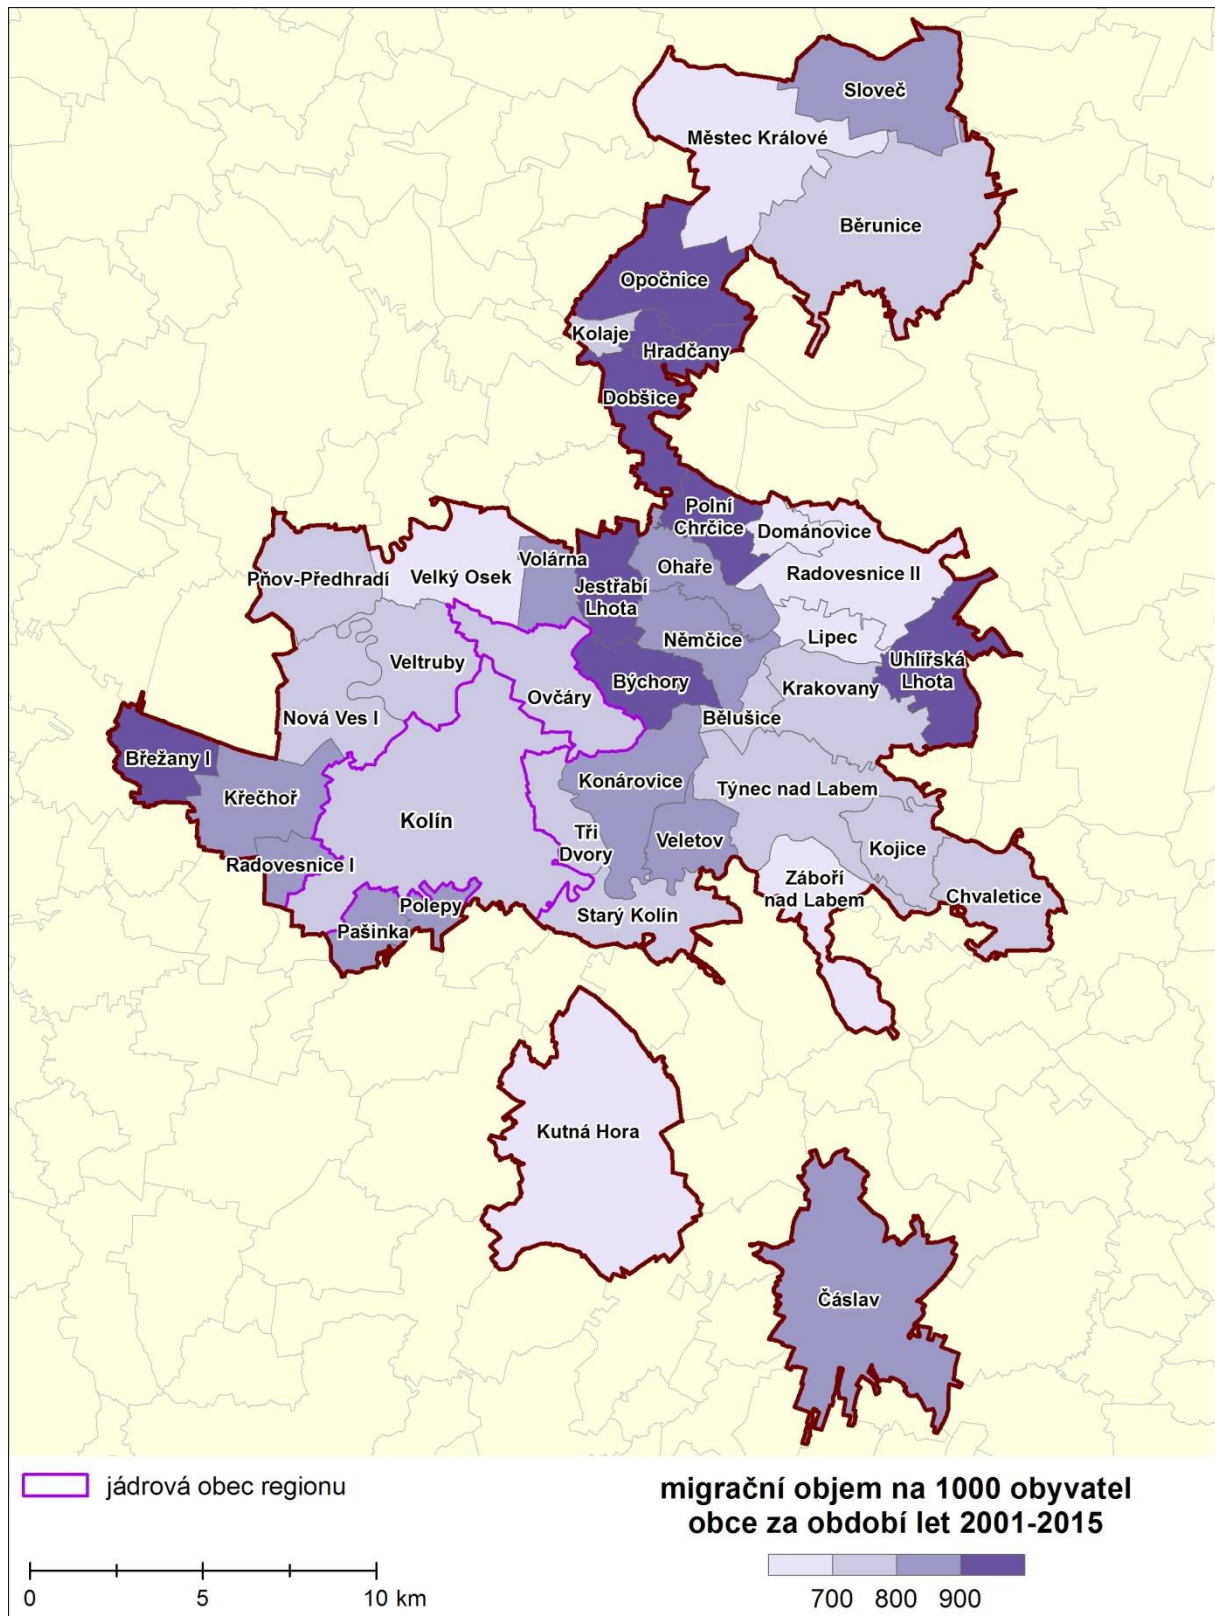 Sloveč
Městec Králové
Běrunice
Opočnice
Kolaje
Hradčany
Dobšice
Polní
Chrčice
Dománovice
Volárna
Ohaře
Pňov-Předhradí
Velký Osek
Jestřabí
Lhota
Radovesnice II
Němčice
Lipec
Veltruby
Uhlířská
Lhota
Býchory
Krakovany
Ovčáry
Nová Ves I
Bělušice
Břežany I
Konárovice
Týnec nad Labem
Křečhoř
Kolín
Tři
Dvory
Veletov
Kojice
Radovesnice I
Záboří
nad Labem
Chvaletice
Polepy
Starý Kolín
Pašinka
Kutná Hora
Čáslav
jádrová obec regionu
migrační objem na 1000 obyvatel
obce za období let 2001-2015
700 800 900
0 5 10 km